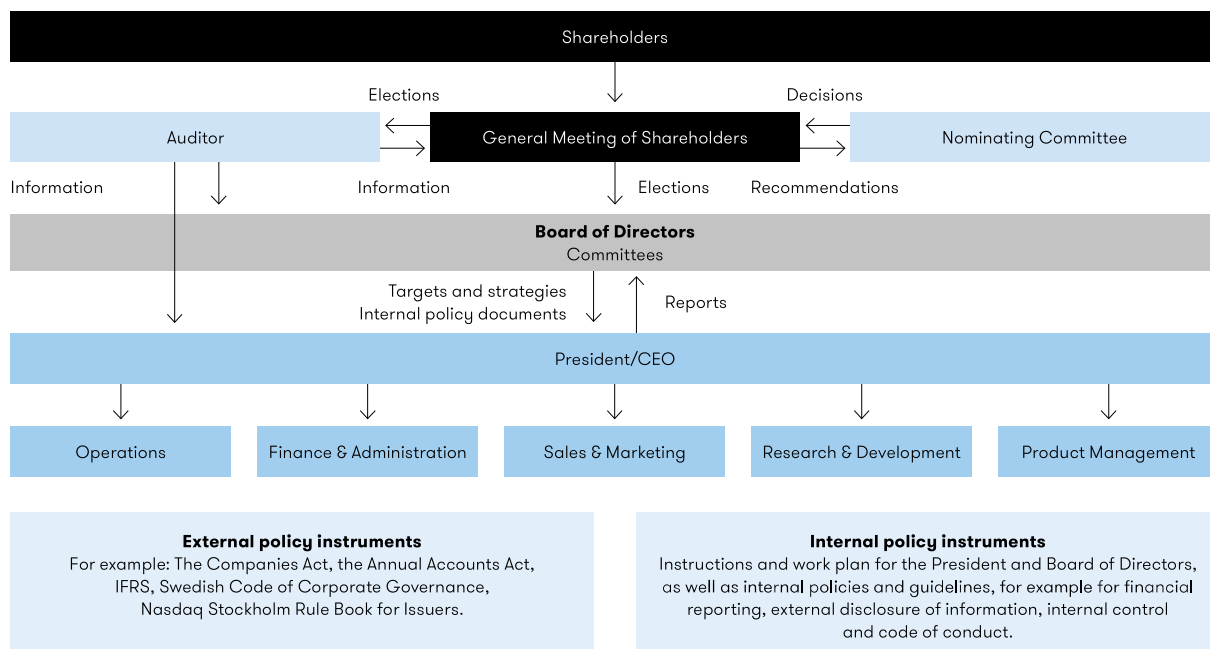 Shareholders
Elections
Decisions
Auditor
General Meeting of Shareholders
Nominating Committee
Information
Information
Elections
Recommendations
Board of Directors
Committees
Targets and strategies
Internal policy documents
Reports
President/CEO
Operations
Finance & Administration
Sales & Marketing
Research & Development
Product Management
External policy instruments
For example: The Companies Act, the Annual Accounts Act,
IFRS, Swedish Code of Corporate Governance,
Nasdaq Stockholm Rule Book for Issuers.
Internal policy instruments
Instructions and work plan for the President and Board of Directors,
as well as internal policies and guidelines, for example for financial
reporting, external disclosure of information, internal control
and code of conduct.